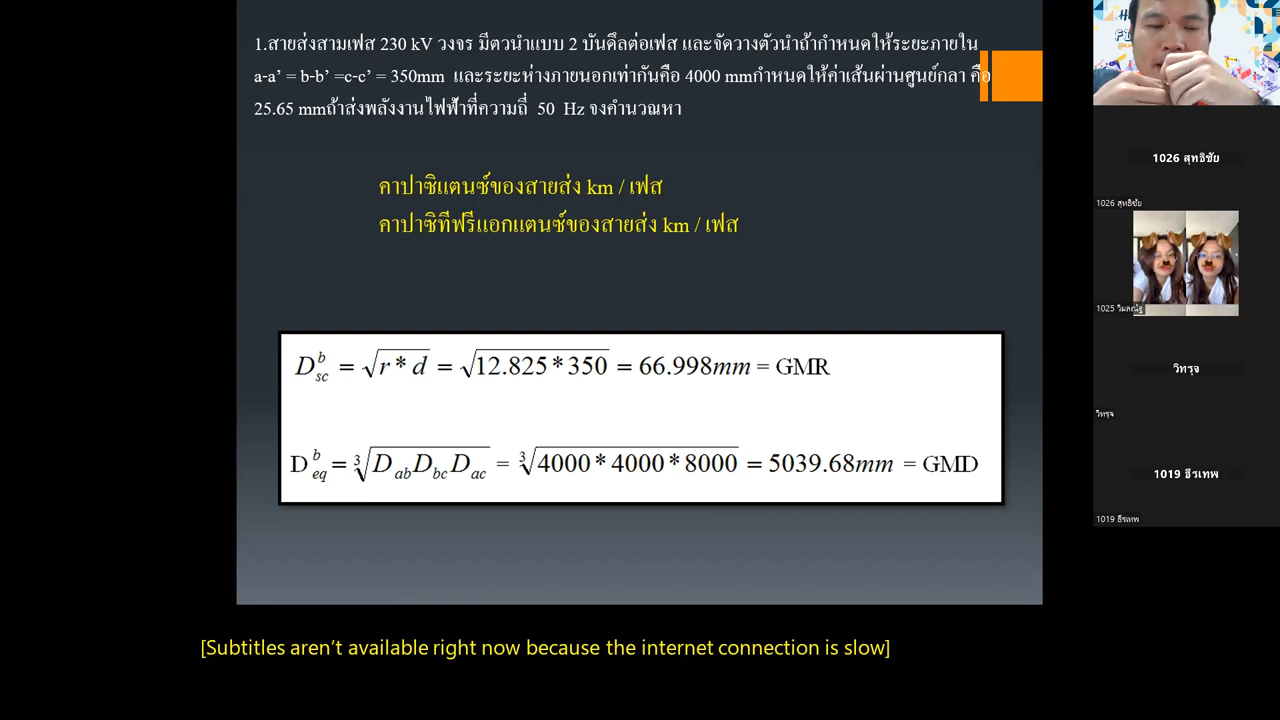 1.สายส่งสามเฟส 230 kV วงจร มีตวนำแบบ 2 บันดึลต่อเฟส และจัดวางตัวนำถ้ากำหนดให้ระยะภายใน
a-a’ = b-b’ =c-c’ = 350mm และระยะห่างภายนอกเท่ากันคือ 4000 mmกำหนดให้ค่าเส้นผ่านศูนย์กลา คือ
25.65 mmถ้าส่งพลังงานไฟฟ้าที่ความถี่ 50 Hz จงคำนวณหา
คาปาซิแตนซ์ของสายส่ง km / เฟส
คาปาซิทีฟรีแอกแตนซ์ของสายส่ง km / เฟส
D_sc^b = √(r * d) = √(12.825 * 350) = 66.998mm = GMR
D_eq^b = ∛(D_ab D_bc D_ac) = ∛(4000 * 4000 * 8000) = 5039.68mm = GMD
[Subtitles aren’t available right now because the internet connection is slow]
1026 สุทธิชัย
1026 สุทธิชัย
1025 วิมลณัฐ
วิทรุจ
วิทรุจ
1019 ธีรเทพ
1019 ธีรเทพ